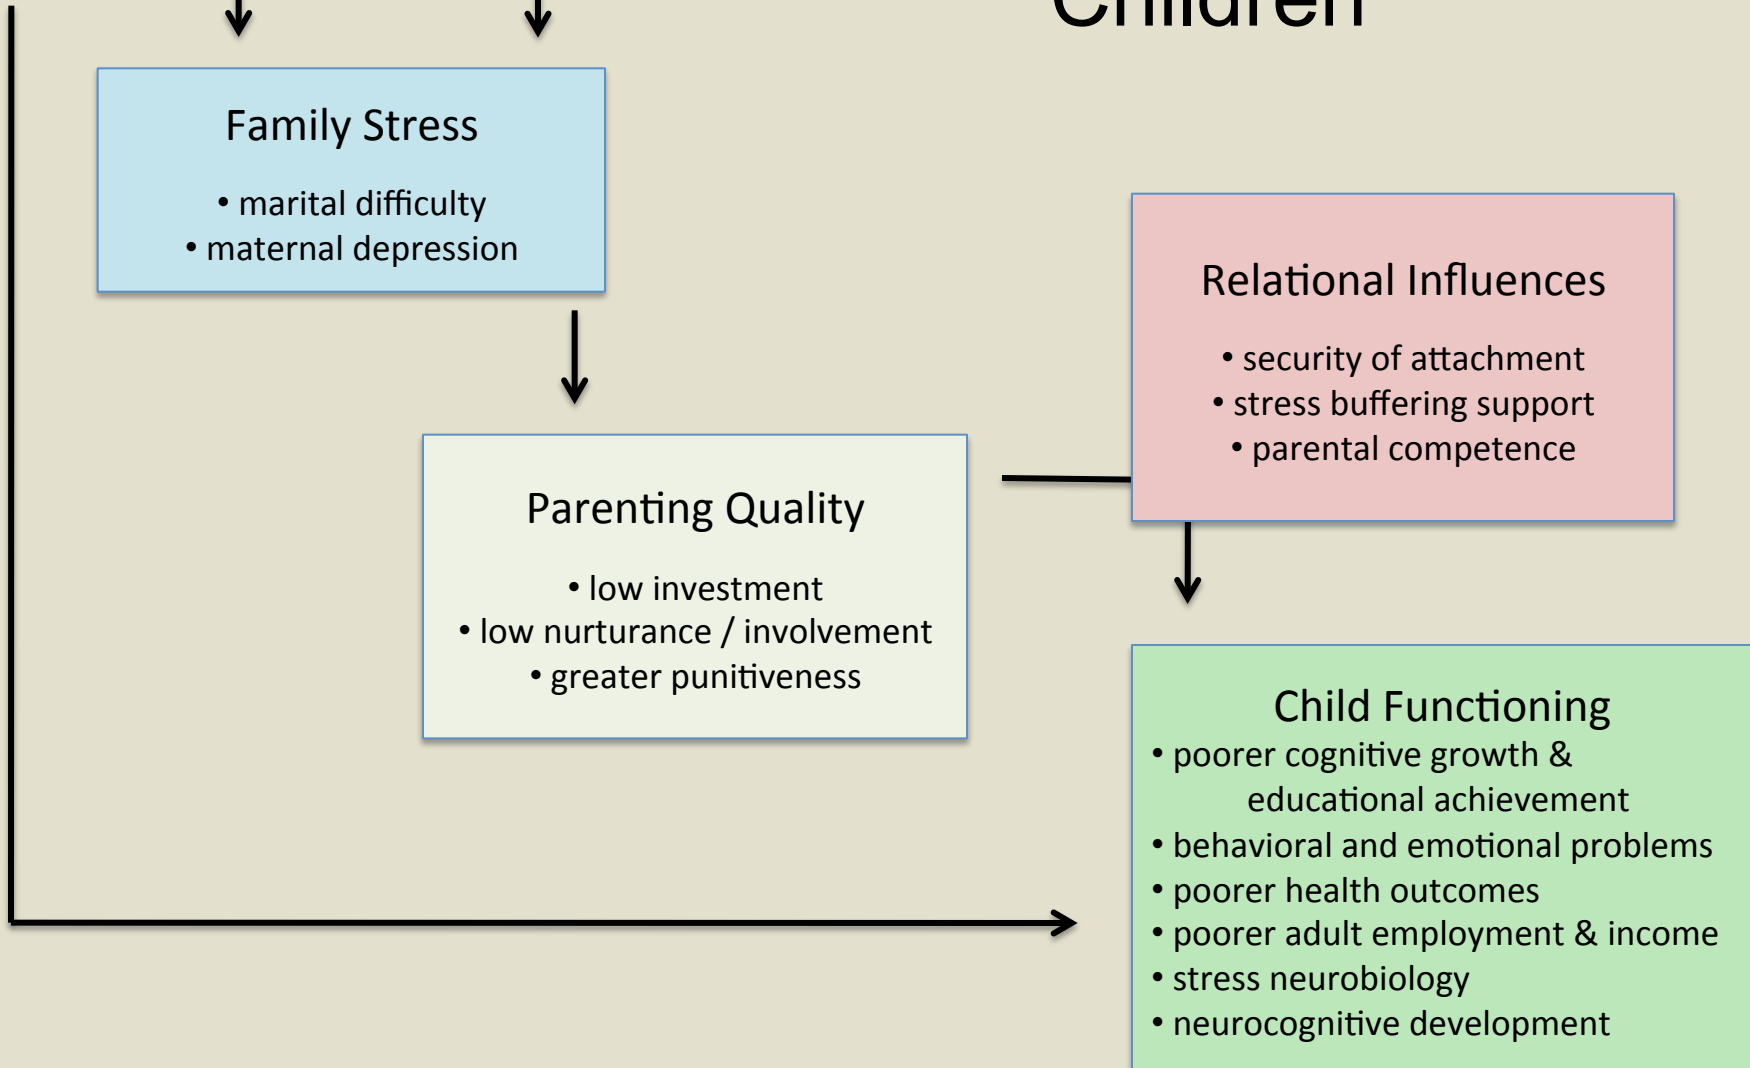 Children
Family Stress
• marital difficulty
• maternal depression
Relational Influences
• security of attachment
• stress buffering support
• parental competence
Parenting Quality
• low investment
• low nurturance / involvement
• greater punitiveness
Child Functioning
• poorer cognitive growth &
educational achievement
• behavioral and emotional problems
• poorer health outcomes
• poorer adult employment & income
• stress neurobiology
• neurocognitive development